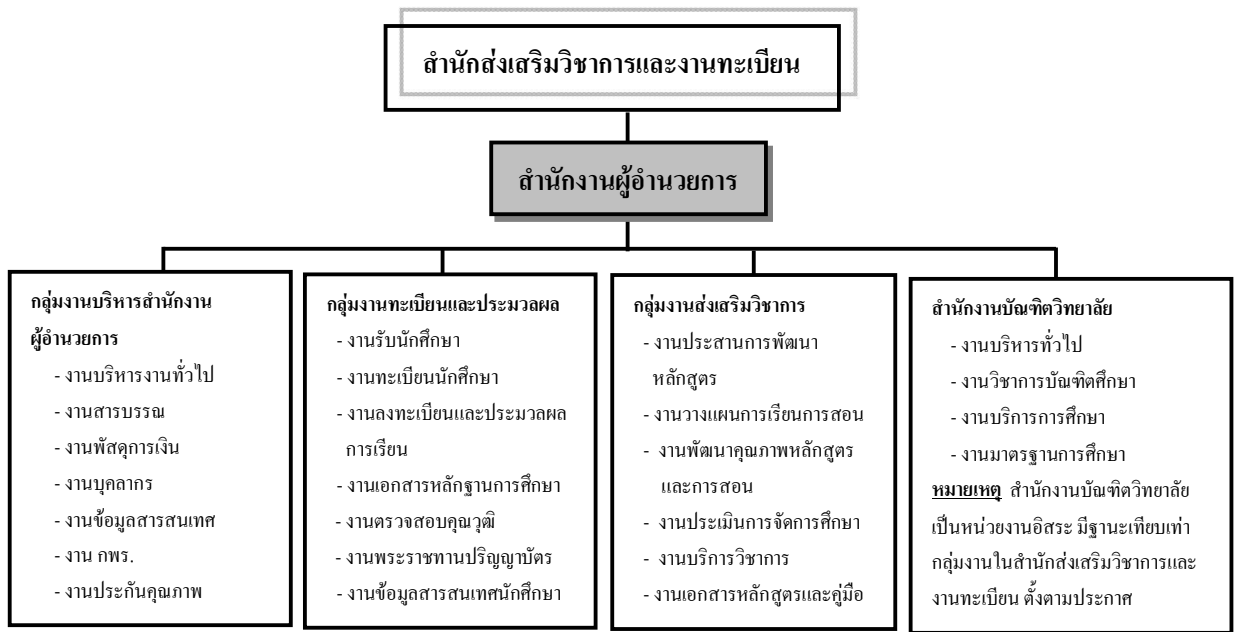 สำนักส่งเสริมวิชาการและงานทะเบียน
สำนักงานผู้อำนวยการ
กลุ่มงานบริหารสำนักงาน
ผู้อำนวยการ
- งานบริหารงานทั่วไป
- งานสารบรรณ
- งานพัสดุการเงิน
- งานบุคลากร
- งานข้อมูลสารสนเทศ
- งาน กพร.
- งานประกันคุณภาพ
กลุ่มงานทะเบียนและประมวลผล
- งานรับนักศึกษา
- งานทะเบียนนักศึกษา
- งานลงทะเบียนและประมวลผล
การเรียน
- งานเอกสารหลักฐานการศึกษา
- งานตรวจสอบคุณวุฒิ
- งานพระราชทานปริญญาบัตร
- งานข้อมูลสารสนเทศนักศึกษา
กลุ่มงานส่งเสริมวิชาการ
- งานประสานการพัฒนา
หลักสูตร
- งานวางแผนการเรียนการสอน
- งานพัฒนาคุณภาพหลักสูตร
และการสอน
- งานประเมินการจัดการศึกษา
- งานบริการวิชาการ
- งานเอกสารหลักสูตรและคู่มือ
สำนักงานบัณฑิตวิทยาลัย
- งานบริหารทั่วไป
- งานวิชาการบัณฑิตศึกษา
- งานบริการการศึกษา
- งานมาตรฐานการศึกษา
หมายเหตุ สำนักงานบัณฑิตวิทยาลัย
เป็นหน่วยงานอิสระ มีฐานะเทียบเท่า
กลุ่มงานในสำนักส่งเสริมวิชาการและ
งานทะเบียน ตั้งตามประกาศ